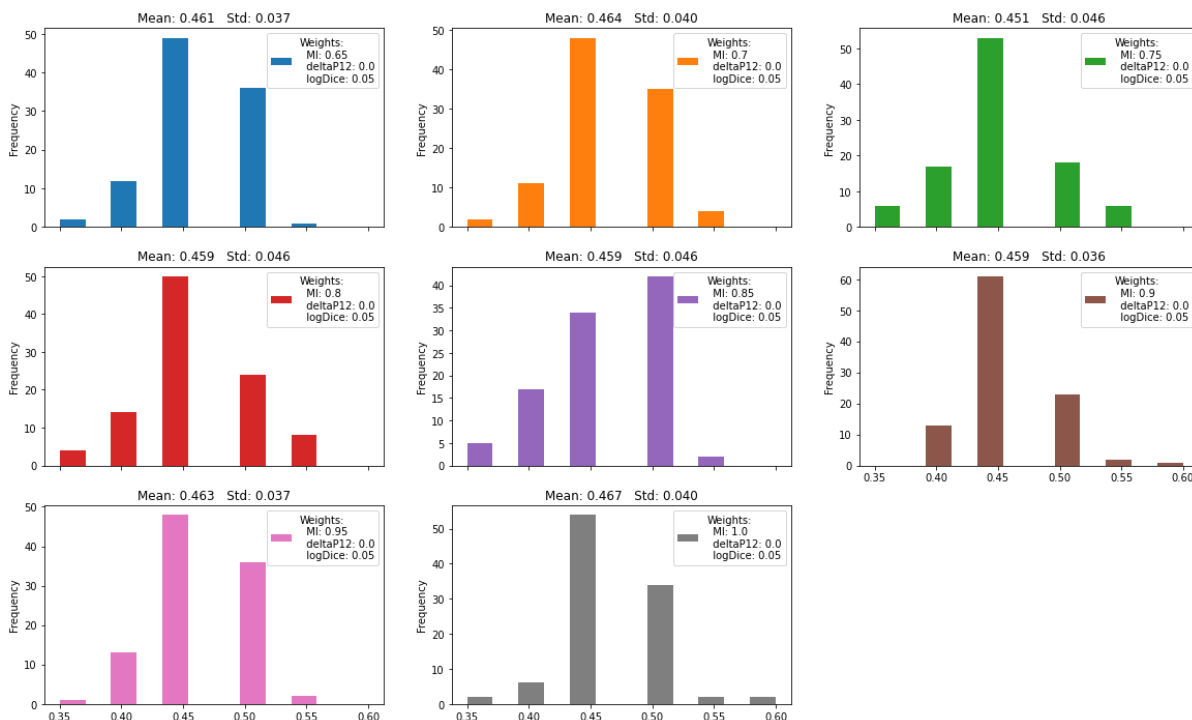 Mean: 0.461   Std: 0.037
Frequency
50
40
30
20
10
0
Weights:
MI: 0.65
deltaP12: 0.0
logDice: 0.05
Mean: 0.464   Std: 0.040
Frequency
50
40
30
20
10
0
Weights:
MI: 0.7
deltaP12: 0.0
logDice: 0.05
Mean: 0.451   Std: 0.046
Frequency
50
40
30
20
10
0
Weights:
MI: 0.75
deltaP12: 0.0
logDice: 0.05
Mean: 0.459   Std: 0.046
Frequency
50
40
30
20
10
0
Weights:
MI: 0.8
deltaP12: 0.0
logDice: 0.05
Mean: 0.459   Std: 0.046
Frequency
40
35
30
25
20
15
10
5
0
Weights:
MI: 0.85
deltaP12: 0.0
logDice: 0.05
Mean: 0.459   Std: 0.036
Frequency
60
50
40
30
20
10
0
Weights:
MI: 0.9
deltaP12: 0.0
logDice: 0.05
0.35 0.40 0.45 0.50 0.55 0.60
Mean: 0.463   Std: 0.037
Frequency
50
40
30
20
10
0
Weights:
MI: 0.95
deltaP12: 0.0
logDice: 0.05
0.35 0.40 0.45 0.50 0.55 0.60
Mean: 0.467   Std: 0.040
Frequency
50
40
30
20
10
0
Weights:
MI: 1.0
deltaP12: 0.0
logDice: 0.05
0.35 0.40 0.45 0.50 0.55 0.60